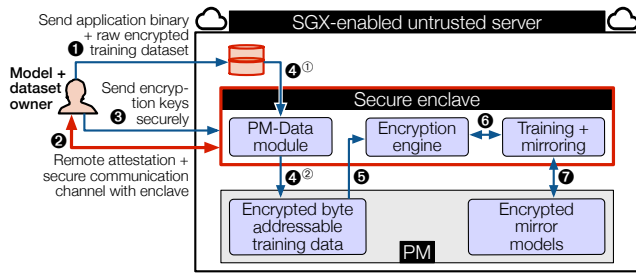 Send application binary
+ raw encrypted
training dataset
❶
SGX-enabled untrusted server
Model +
dataset
owner
❹①
Send encryp-
tion keys
securely
❸
❷
Remote attestation +
secure communication
channel with enclave
Secure enclave
PM-Data
module
Encryption
engine
❻
Training +
mirroring
❹②
❺
❼
Encrypted byte
addressable
training data
Encrypted
mirror
models
PM